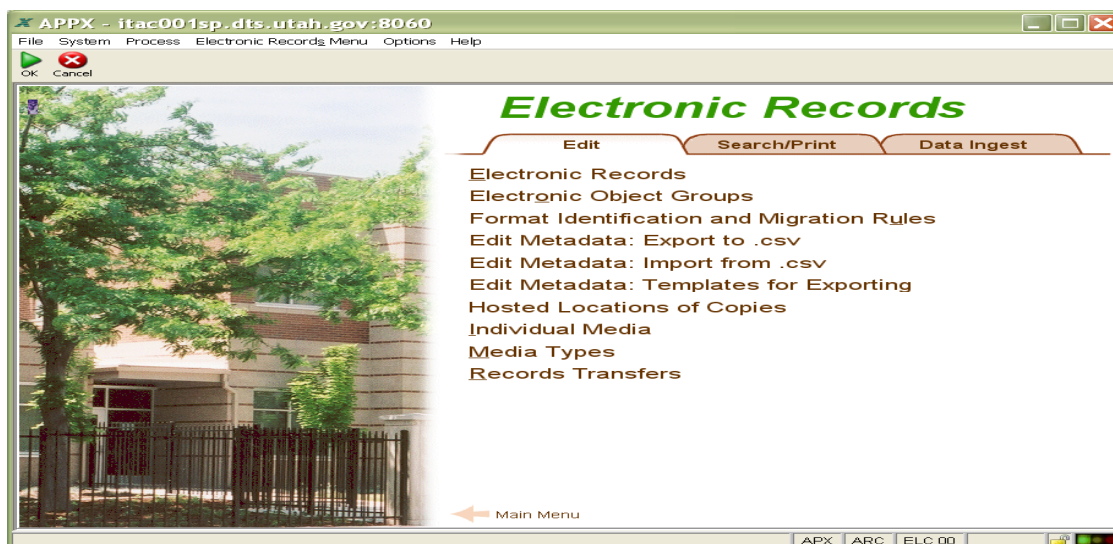 APPX - itac001sp.dts.utah.gov:8060
File System Process Electronic Records Menu Options Help
OK Cancel
Electronic Records
Edit Search/Print Data Ingest
Electronic Records
Electronic Object Groups
Format Identification and Migration Rules
Edit Metadata: Export to .csv
Edit Metadata: Import from .csv
Edit Metadata: Templates for Exporting
Hosted Locations of Copies
Individual Media
Media Types
Records Transfers
Main Menu
APX ARC ELC 00